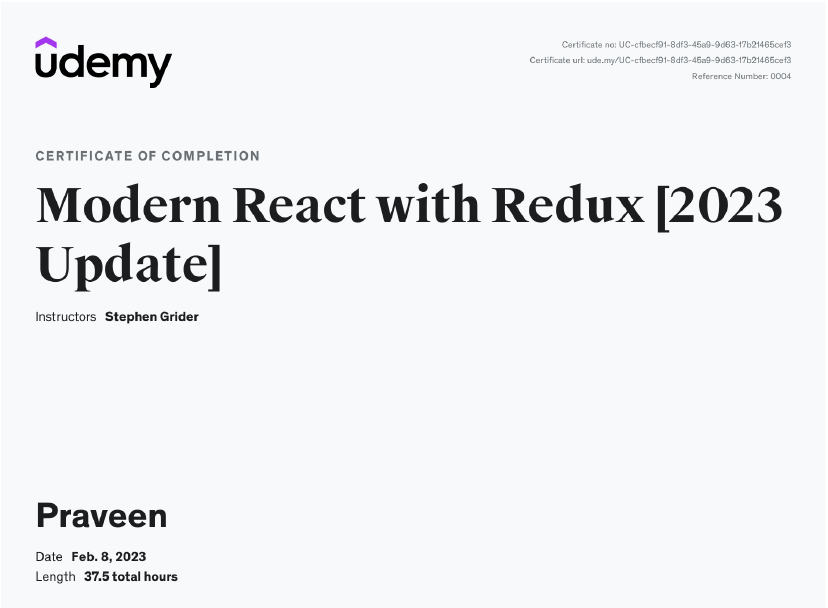 udemy
Certificate no: UC-cfbecf91-8df3-45a9-9d63-17b21465cef3
Certificate url: ude.my/UC-cfbecf91-8df3-45a9-9d63-17b21465cef3
Reference Number: 0004
CERTIFICATE OF COMPLETION
Modern React with Redux [2023
Update]
Instructors Stephen Grider
Praveen
Date Feb. 8, 2023
Length 37.5 total hours